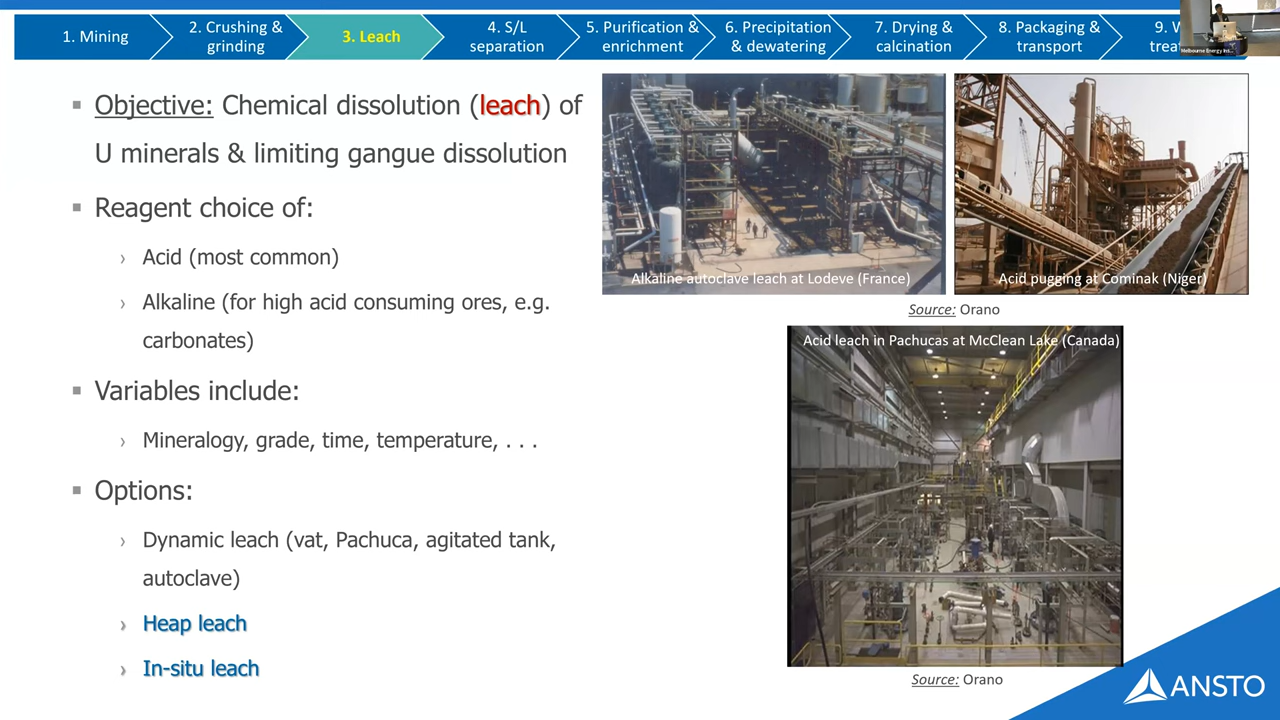 1. Mining
2. Crushing &
grinding
3. Leach
4. S/L
separation
5. Purification &
enrichment
6. Precipitation
& dewatering
7. Drying &
calcination
8. Packaging &
transport
9.
Melbourne Energy
▪ Objective: Chemical dissolution (leach) of
U minerals & limiting gangue dissolution
▪ Reagent choice of:
› Acid (most common)
› Alkaline (for high acid consuming ores, e.g.
carbonates)
▪ Variables include:
› Mineralogy, grade, time, temperature, . . .
▪ Options:
› Dynamic leach (vat, Pachuca, agitated tank,
autoclave)
› Heap leach
› In-situ leach
Alkaline autoclave leach at Lodeve (France)
Acid pugging at Cominak (Niger)
Source: Orano
Acid leach in Pachucas at McClean Lake (Canada)
Source: Orano
ANSTO